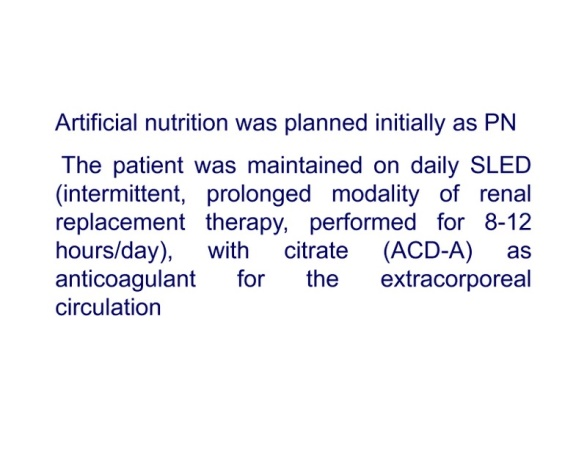 Artificial nutrition was planned initially as PN
The patient was maintained on daily SLED
(intermittent, prolonged modality of renal
replacement therapy, performed for 8-12
hours/day), with citrate (ACD-A) as
anticoagulant for the extracorporeal
circulation